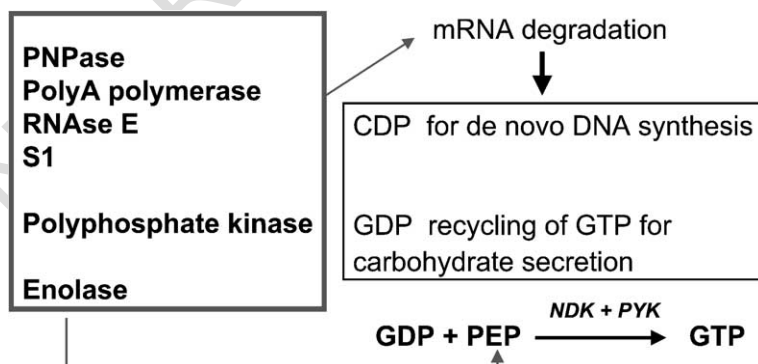 PNPase
PolyA polymerase
RNAse E
S1
Polyphosphate kinase
Enolase
mRNA degradation
CDP for de novo DNA synthesis
GDP recycling of GTP for
carbohydrate secretion
NDK + PYK
GDP + PEP GTP